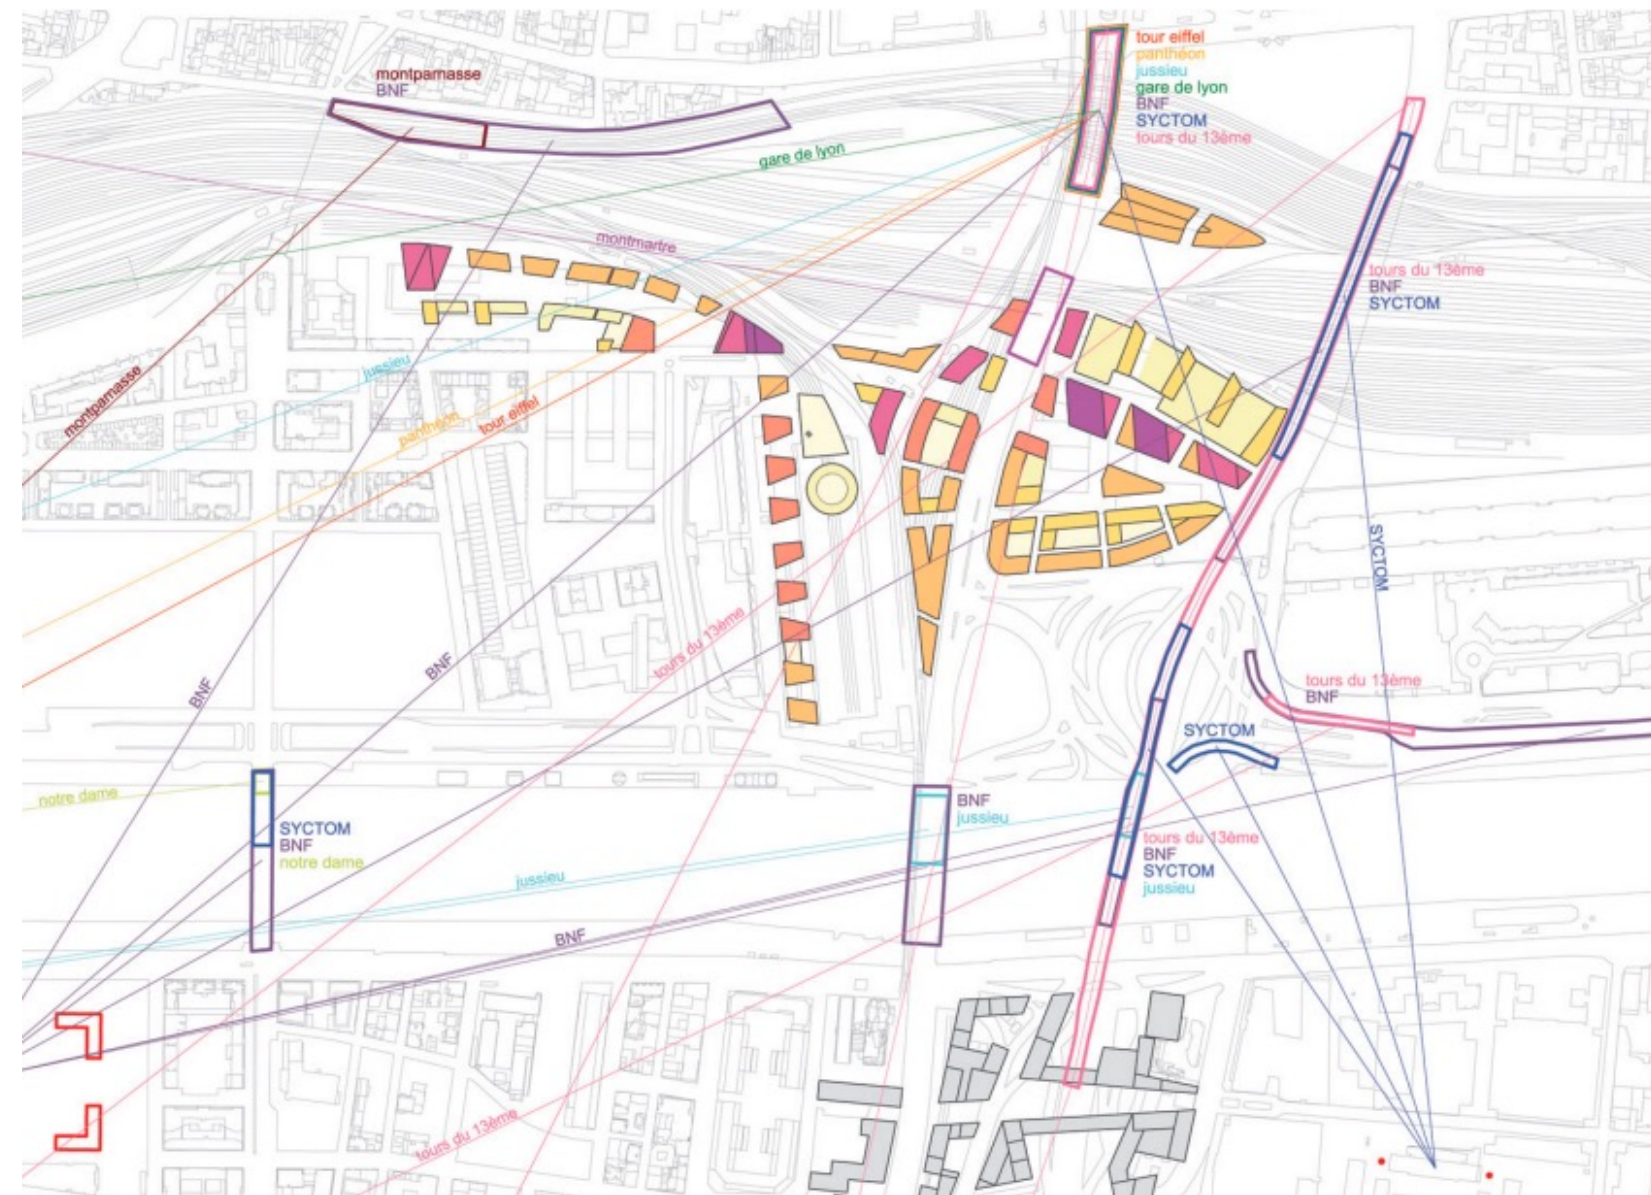 tour eiffel
panthéon
jussieu
gare de lyon
BNF
SYCTOM
tours du 13ème
montparnasse
BNF
gare de lyon
montmartre
tours du 13ème
BNF
SYCTOM
jussieu
montparnasse
panthéon
tour eiffel
SYCTOM
tours du 13ème
BNF
BNF
tours du 13ème
BNF
SYCTOM
notre dame
SYCTOM
BNF
notre dame
BNF
jussieu
tours du 13ème
BNF
SYCTOM
jussieu
jussieu
BNF
tours du 13ème